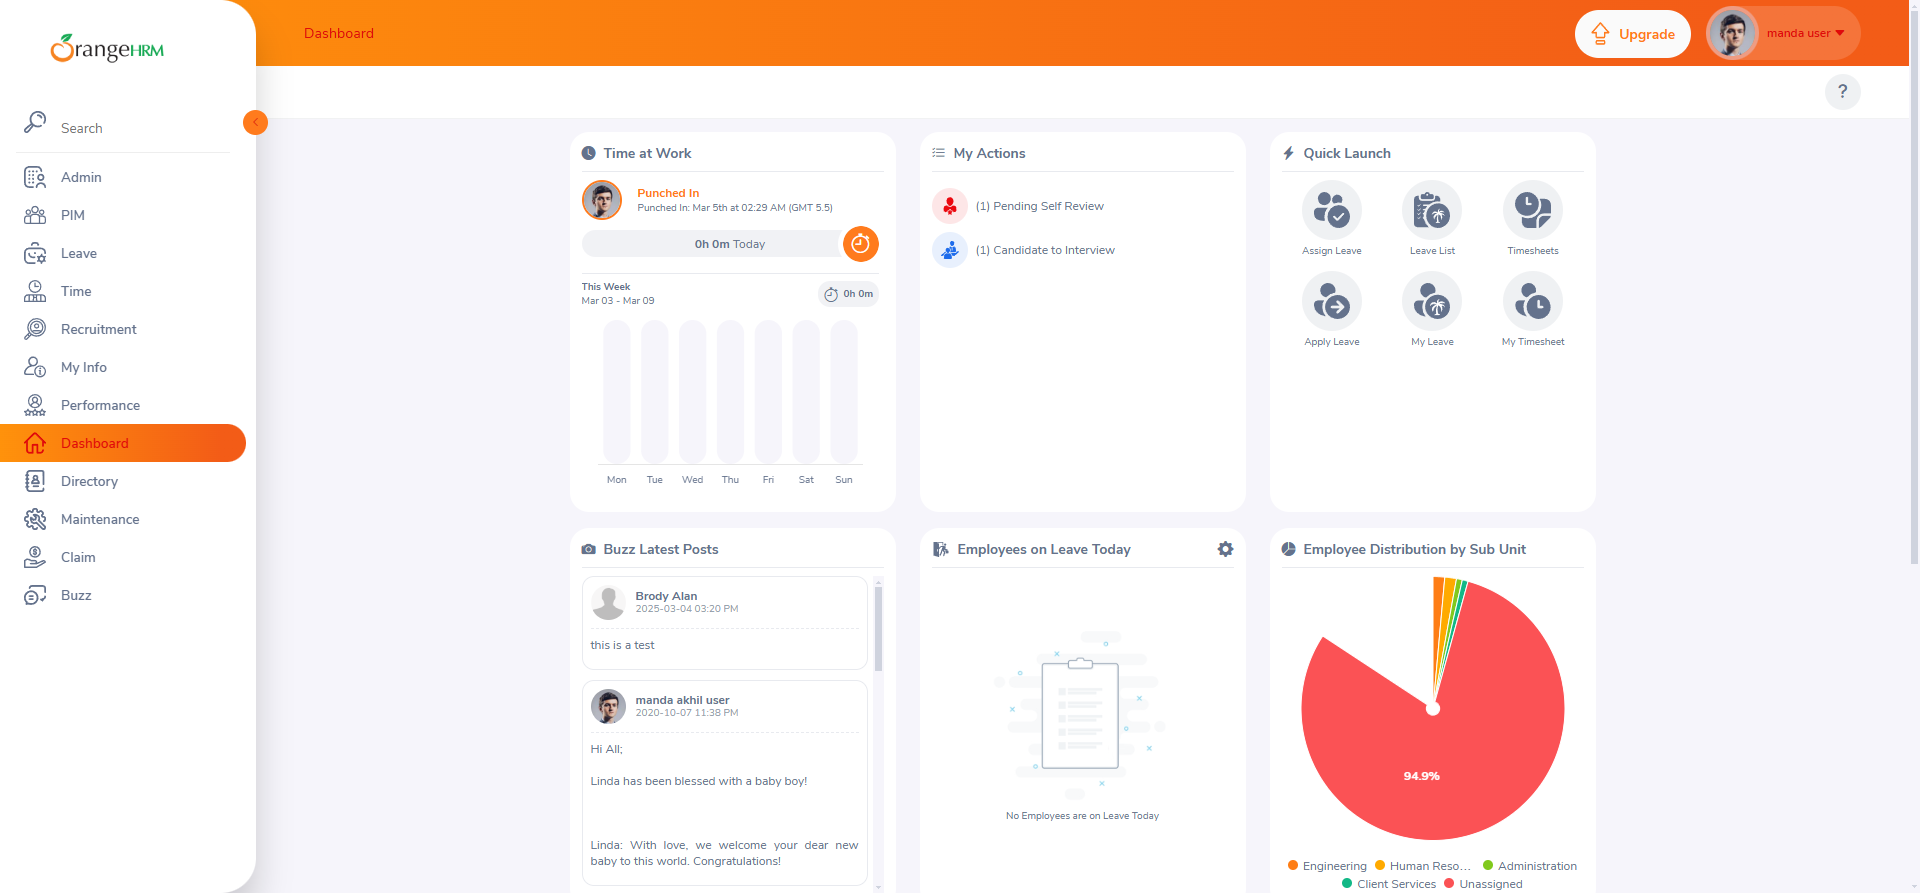 OrangeHRM
Search
Admin
PIM
Leave
Time
Recruitment
My Info
Performance
Dashboard
Directory
Maintenance
Claim
Buzz
Dashboard
Upgrade
manda user
?
Time at Work
Punched In
Punched In: Mar 5th at 02:29 AM (GMT 5.5)
0h 0m Today
This Week
Mar 03 - Mar 09
0h 0m
Mon Tue Wed Thu Fri Sat Sun
My Actions
(1) Pending Self Review
(1) Candidate to Interview
Quick Launch
Assign Leave Leave List Timesheets
Apply Leave My Leave My Timesheet
Buzz Latest Posts
Brody Alan
2025-03-04 03:20 PM
this is a test
manda akhil user
2020-10-07 11:38 PM
Hi All;
Linda has been blessed with a baby boy!
Linda: With love, we welcome your dear new
baby to this world. Congratulations!
Employees on Leave Today
No Employees are on Leave Today
Employee Distribution by Sub Unit
94.9%
Engineering Human Reso... Administration
Client Services Unassigned